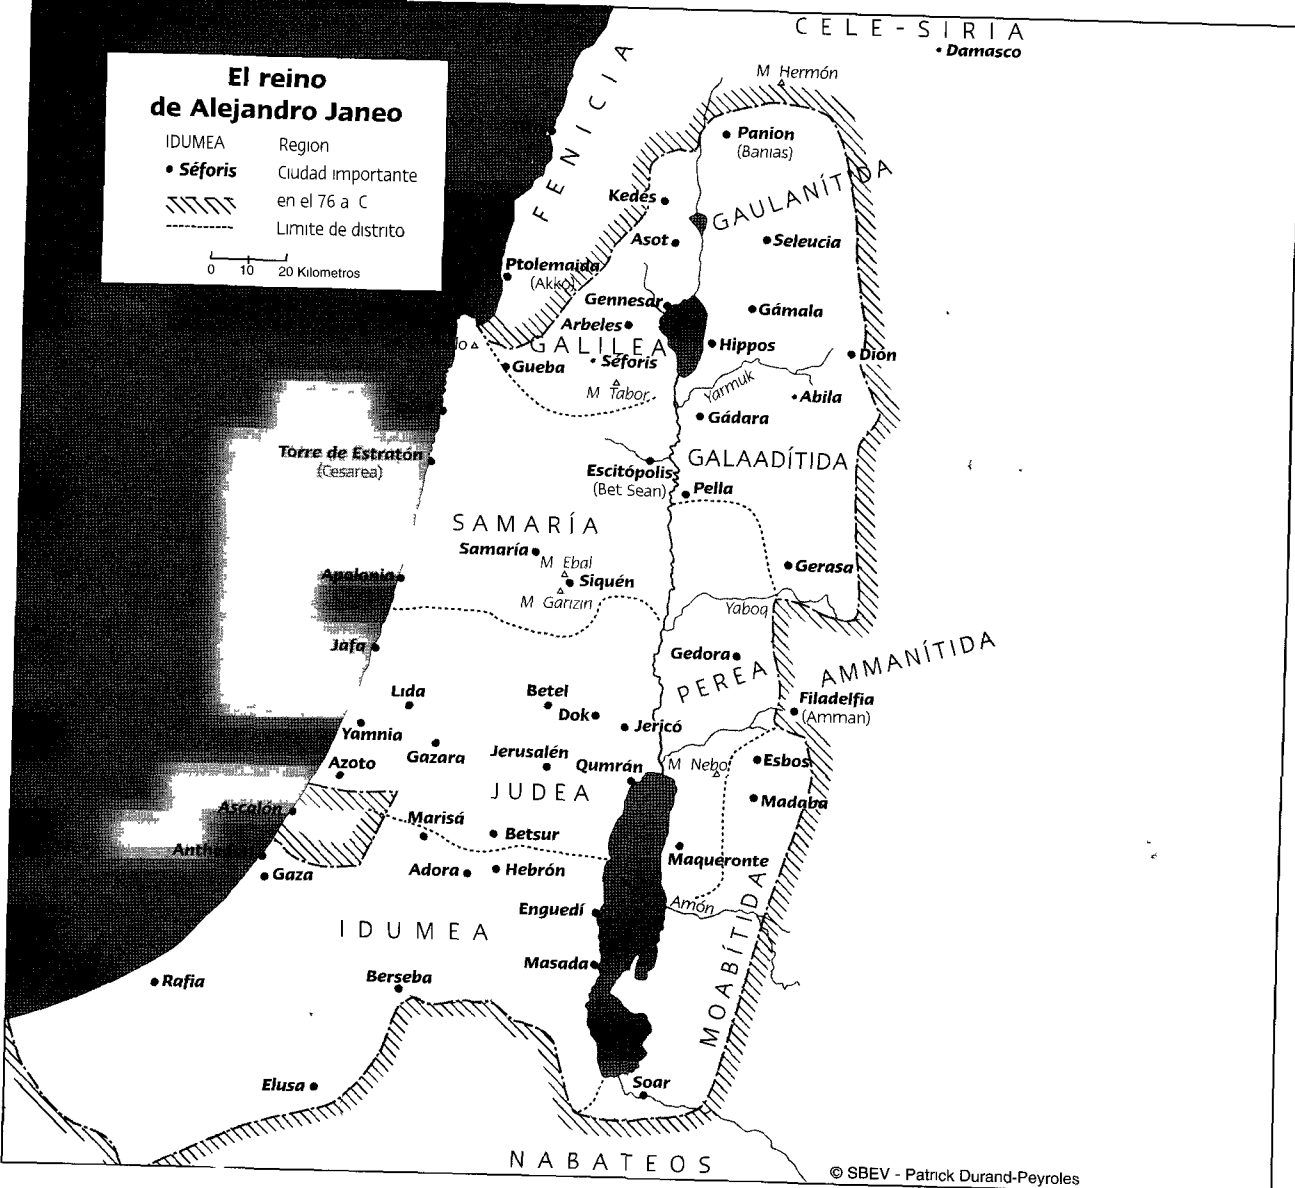 CELE-SIRIA
Damasco
El reino
de Alejandro Janeo
IDUMEA Region
Séforis Ciudad importante
en el 76 a C
Limite de distrito
0 10 20 Kilometros
FENICIA
M Hermón
Panion
(Banias)
GAULANÍTIDA
Kedes
Asot
Seleucia
Ptolemaida
(Akko)
Gennesar
Gámala
Arbeles
GALILEA
Hippos
Séforis
Dión
Gueba
M Tabor
Yarmuk
Abila
Gádara
Torre de Estratón
(Cesarea)
Escitópolis
(Bet Sean)
GALAADÍTIDA
Pella
SAMARÍA
Samaría
M Ebal
Siquén
M Garizin
Gerasa
Apolonia
Yaboq
Jafa
Gedora
PEREA
AMMANÍTIDA
Filadelfia
(Amman)
Lida
Betel
Dok
Jericó
Yamnia
Gazara
Jerusalén
Qumrán
M Nebo
Esbos
Azoto
JUDEA
Madaba
Ascalón
Marisá
Betsur
Maqueronte
Gaza
Adora
Hebrón
Enguedí
Arnón
IDUMEA
MOABÍTIDA
Masada
Rafia
Berseba
Elusa
Soar
NABATEOS
© SBEV - Patrick Durand-Peyroles